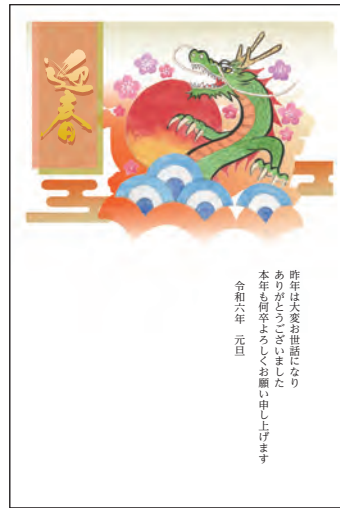 迎春
昨年は大変お世話になり
ありがとうございました
本年も何卒よろしくお願い申し上げます
令和六年　元旦